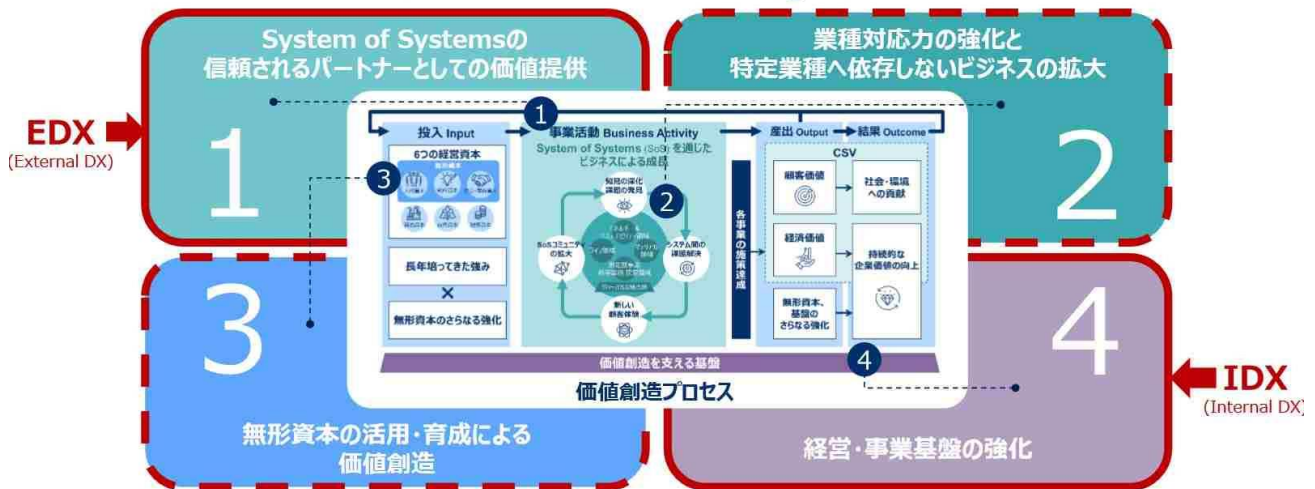 System of Systemsの
信頼されるパートナーとしての価値提供
1
業種対応力の強化と
特定業種へ依存しないビジネスの拡大
2
EDX
(External DX)
1
投入 Input
事業活動 Business Activity
産出 Output
結果 Outcome
6つの経営資本
3
System of Systems (SoS) を通じた
ビジネスによる成長
知見の深化
課題の発見
2
SoSコミュニティ
の拡大
システム間の
課題解決
新しい
顧客体験
長年培ってきた強み
×
無形資本のさらなる強化
各事業の施策達成
CSV
顧客価値
社会・環境
への貢献
経済価値
持続的な
企業価値の向上
無形資本、
基盤の
さらなる強化
4
価値創造を支える基盤
価値創造プロセス
3
無形資本の活用・育成による
価値創造
4
経営・事業基盤の強化
IDX
(Internal DX)